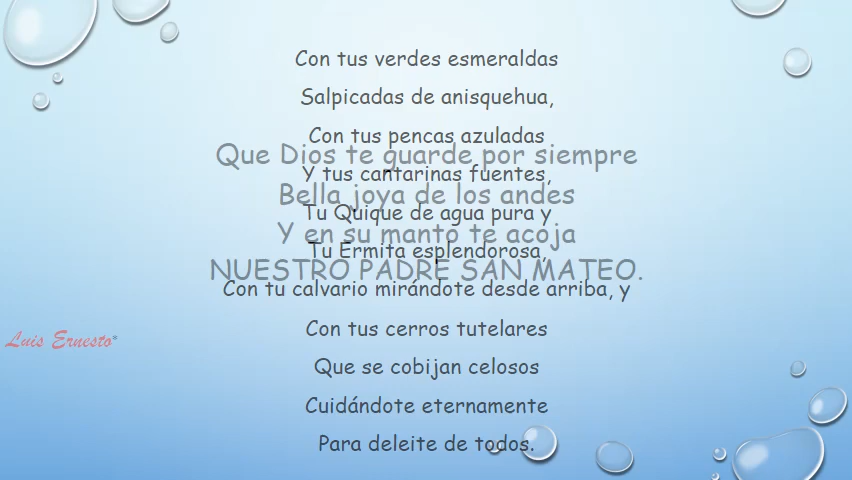 Con tus verdes esmeraldas
Salpicadas de anisquehua,
Con tus pencas azuladas
Y tus cantarinas fuentes,
Tu Quique de agua pura y
Tu Ermita esplendorosa,
Con tu calvario mirándote desde arriba, y
Con tus cerros tutelares
Que se cobijan celosos
Cuidándote eternamente
Para deleite de todos.
Que Dios te guarde por siempre
Bella joya de los andes
Y en su manto te acoja
NUESTRO PADRE SAN MATEO.
Luis Ernesto®